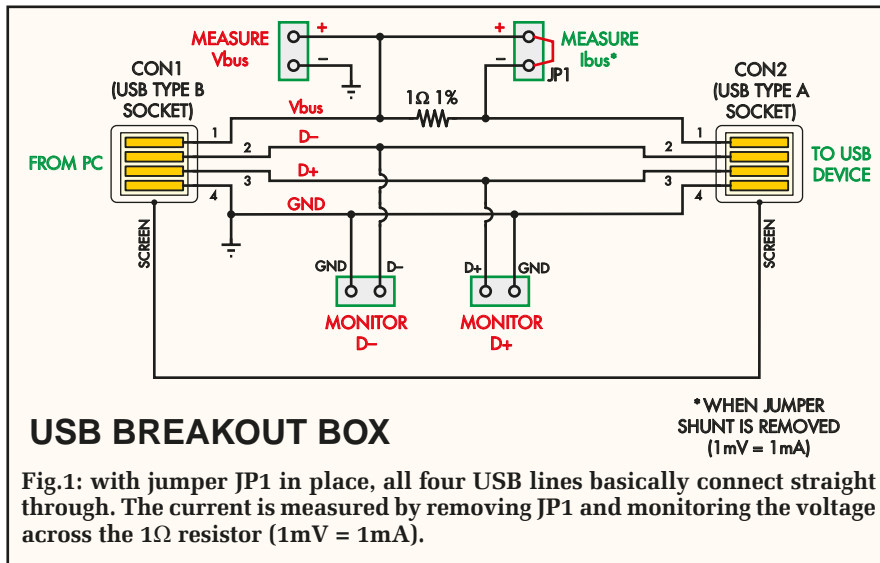 MEASURE
Vbus
+
–
+
–
MEASURE
Ibus*
JP1
CON1
(USB TYPE B
SOCKET)
CON2
(USB TYPE A
SOCKET)
1Ω 1%
Vbus
1
D–
2
D+
3
GND
4
1
2
3
4
FROM PC
TO USB
DEVICE
SCREEN
SCREEN
GND
D–
D+
GND
MONITOR
D–
MONITOR
D+
*WHEN JUMPER
SHUNT IS REMOVED
(1mV = 1mA)
USB BREAKOUT BOX
Fig.1: with jumper JP1 in place, all four USB lines basically connect straight
through. The current is measured by removing JP1 and monitoring the voltage
across the 1Ω resistor (1mV = 1mA).